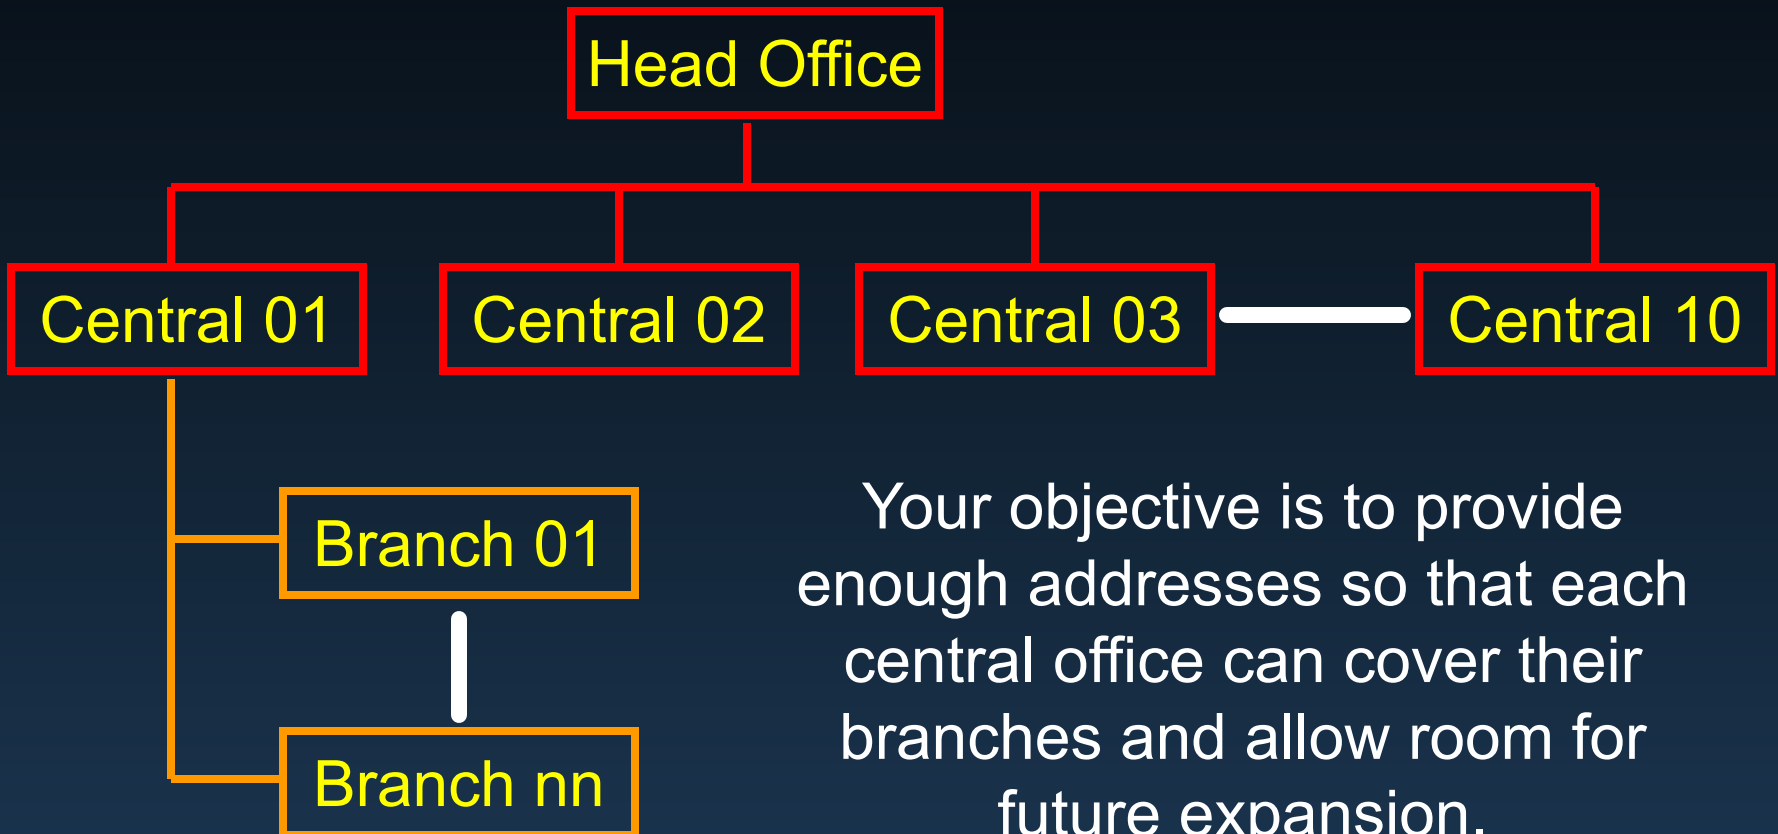 Head Office
Central 01
Central 02
Central 03
Central 10
Branch 01
Branch nn
Your objective is to provide
enough addresses so that each
central office can cover their
branches and allow room for
future expansion.